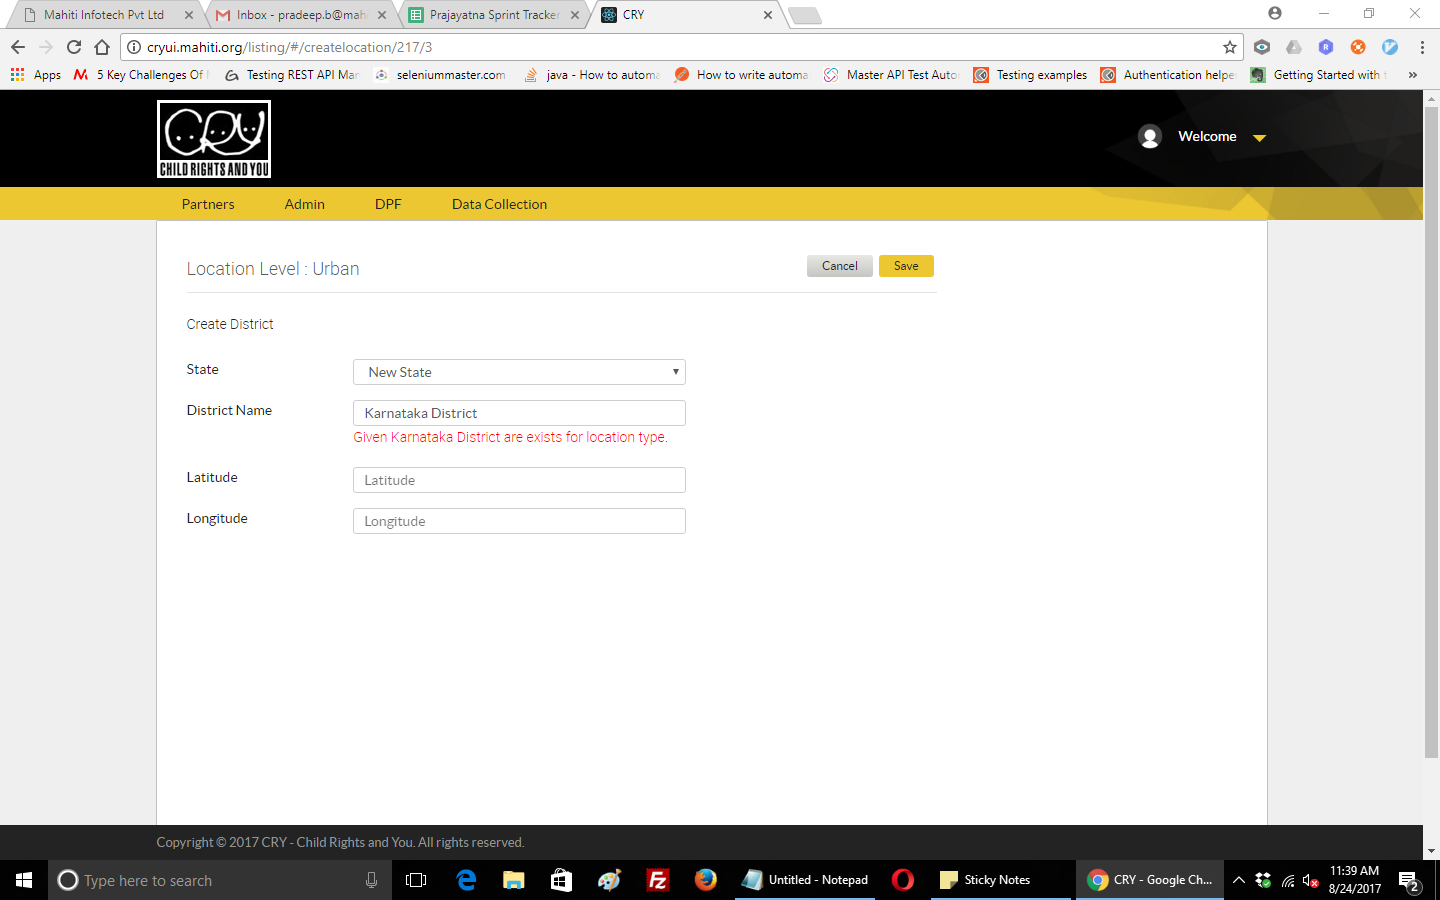 Mahiti Infotech Pvt Ltd
Inbox - pradeep.b@mah
Prajayatna Sprint Tracker
CRY
cryui.mahiti.org/listing/#/createlocation/217/3
Apps
5 Key Challenges Of
Testing REST API Man
seleniummaster.com
java - How to automa
How to write automa
Master API Test Auto
Testing examples
Authentication helpe
Getting Started with
CRY
CHILD RIGHTS AND YOU
Welcome
Partners
Admin
DPF
Data Collection
Location Level : Urban
Cancel
Save
Create District
State
New State
District Name
Karnataka District
Given Karnataka District are exists for location type.
Latitude
Latitude
Longitude
Longitude
Copyright © 2017 CRY - Child Rights and You. All rights reserved.
Type here to search
Untitled - Notepad
Sticky Notes
CRY - Google Ch...
11:39 AM
8/24/2017
2